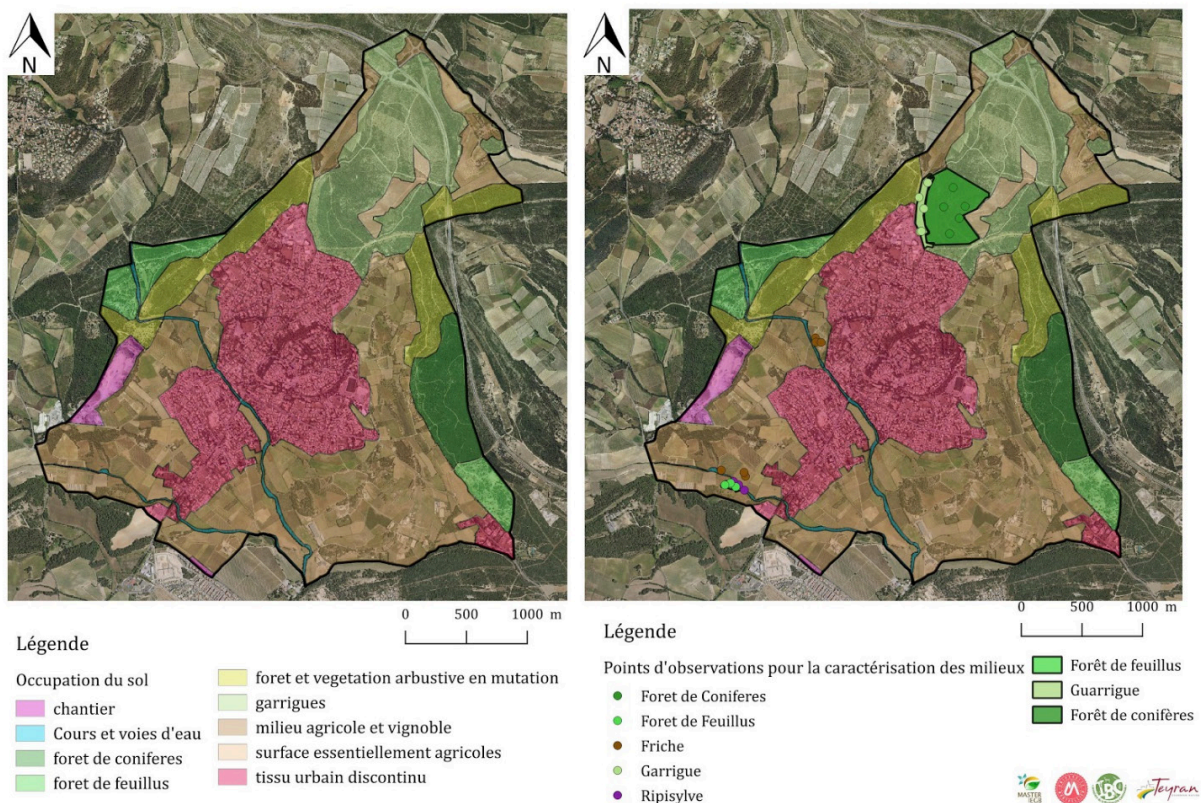 N
N
0 500 1000 m
Légende
Occupation du sol
chantier
Cours et voies d'eau
foret de coniferes
foret de feuillus
foret et vegetation arbustive en mutation
garrigues
milieu agricole et vignoble
surface essentiellement agricoles
tissu urbain discontinu
0 500 1000 m
Légende
Points d'observations pour la caractérisation des milieux
Foret de Coniferes
Foret de Feuillus
Friche
Garrigue
Ripisylve
Forêt de feuillus
Guarrigue
Forêt de conifères
MASTER
Teyran